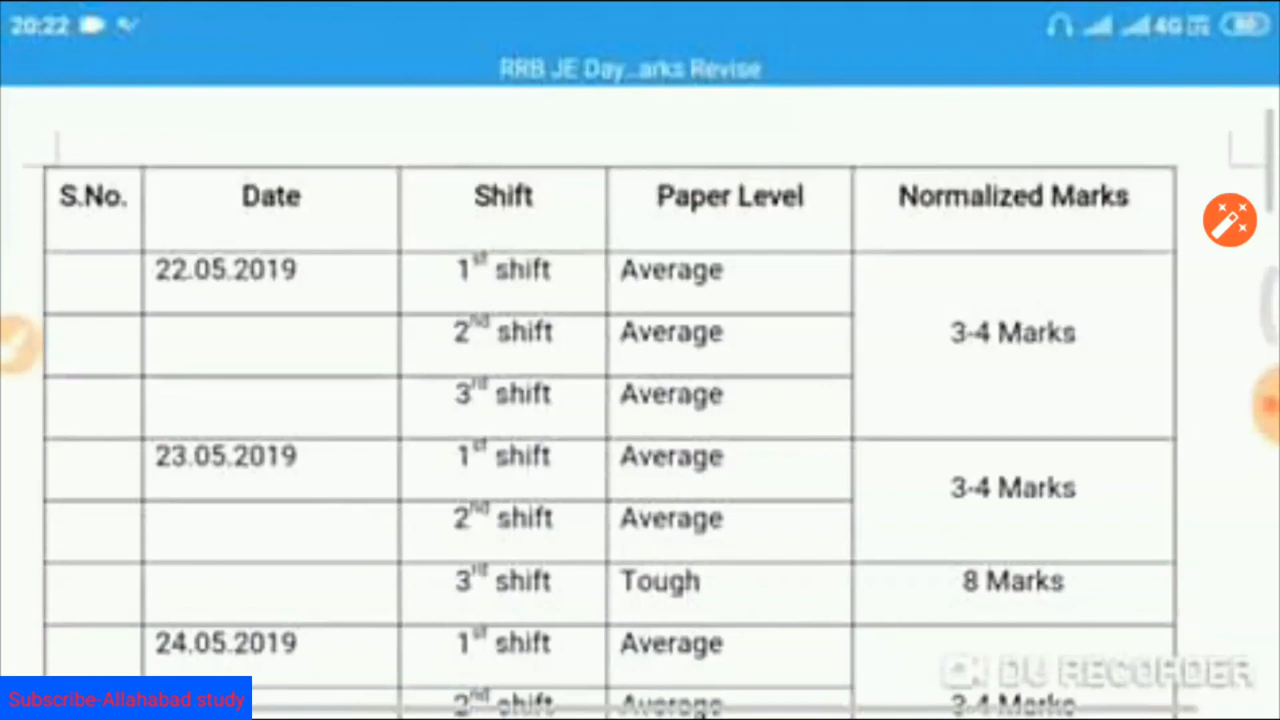 20:22
4G
RRB JE Day...arks Revise
S.No. Date Shift Paper Level Normalized Marks
22.05.2019 1st shift Average
2nd shift Average 3-4 Marks
3rd shift Average
23.05.2019 1st shift Average
3-4 Marks
2nd shift Average
3rd shift Tough 8 Marks
24.05.2019 1st shift Average
DU RECORDER
Subscribe-Allahabad study
2nd shift Average 3-4 Marks